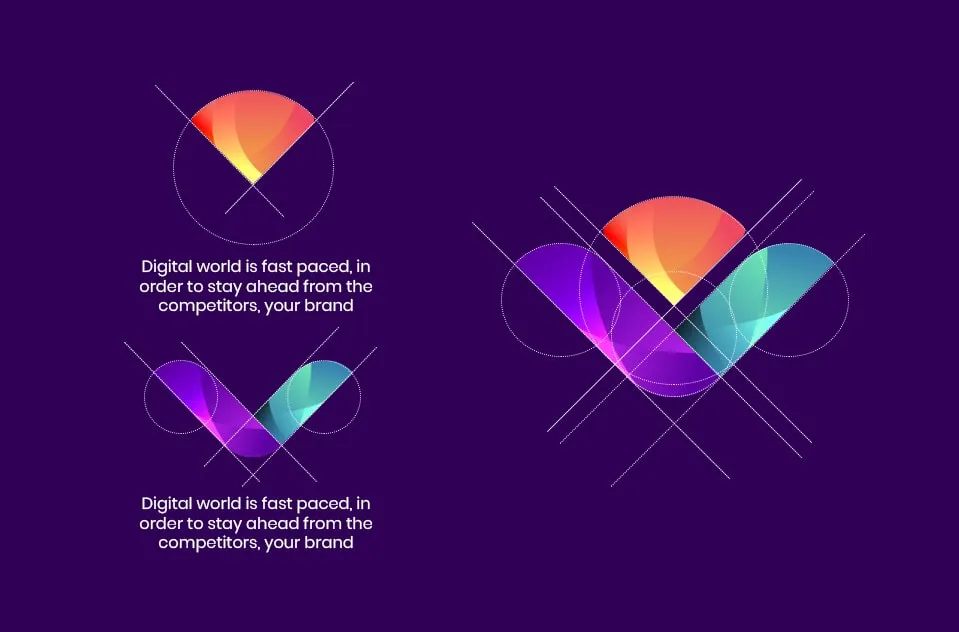 Digital world is fast paced, in
order to stay ahead from the
competitors, your brand
Digital world is fast paced, in
order to stay ahead from the
competitors, your brand